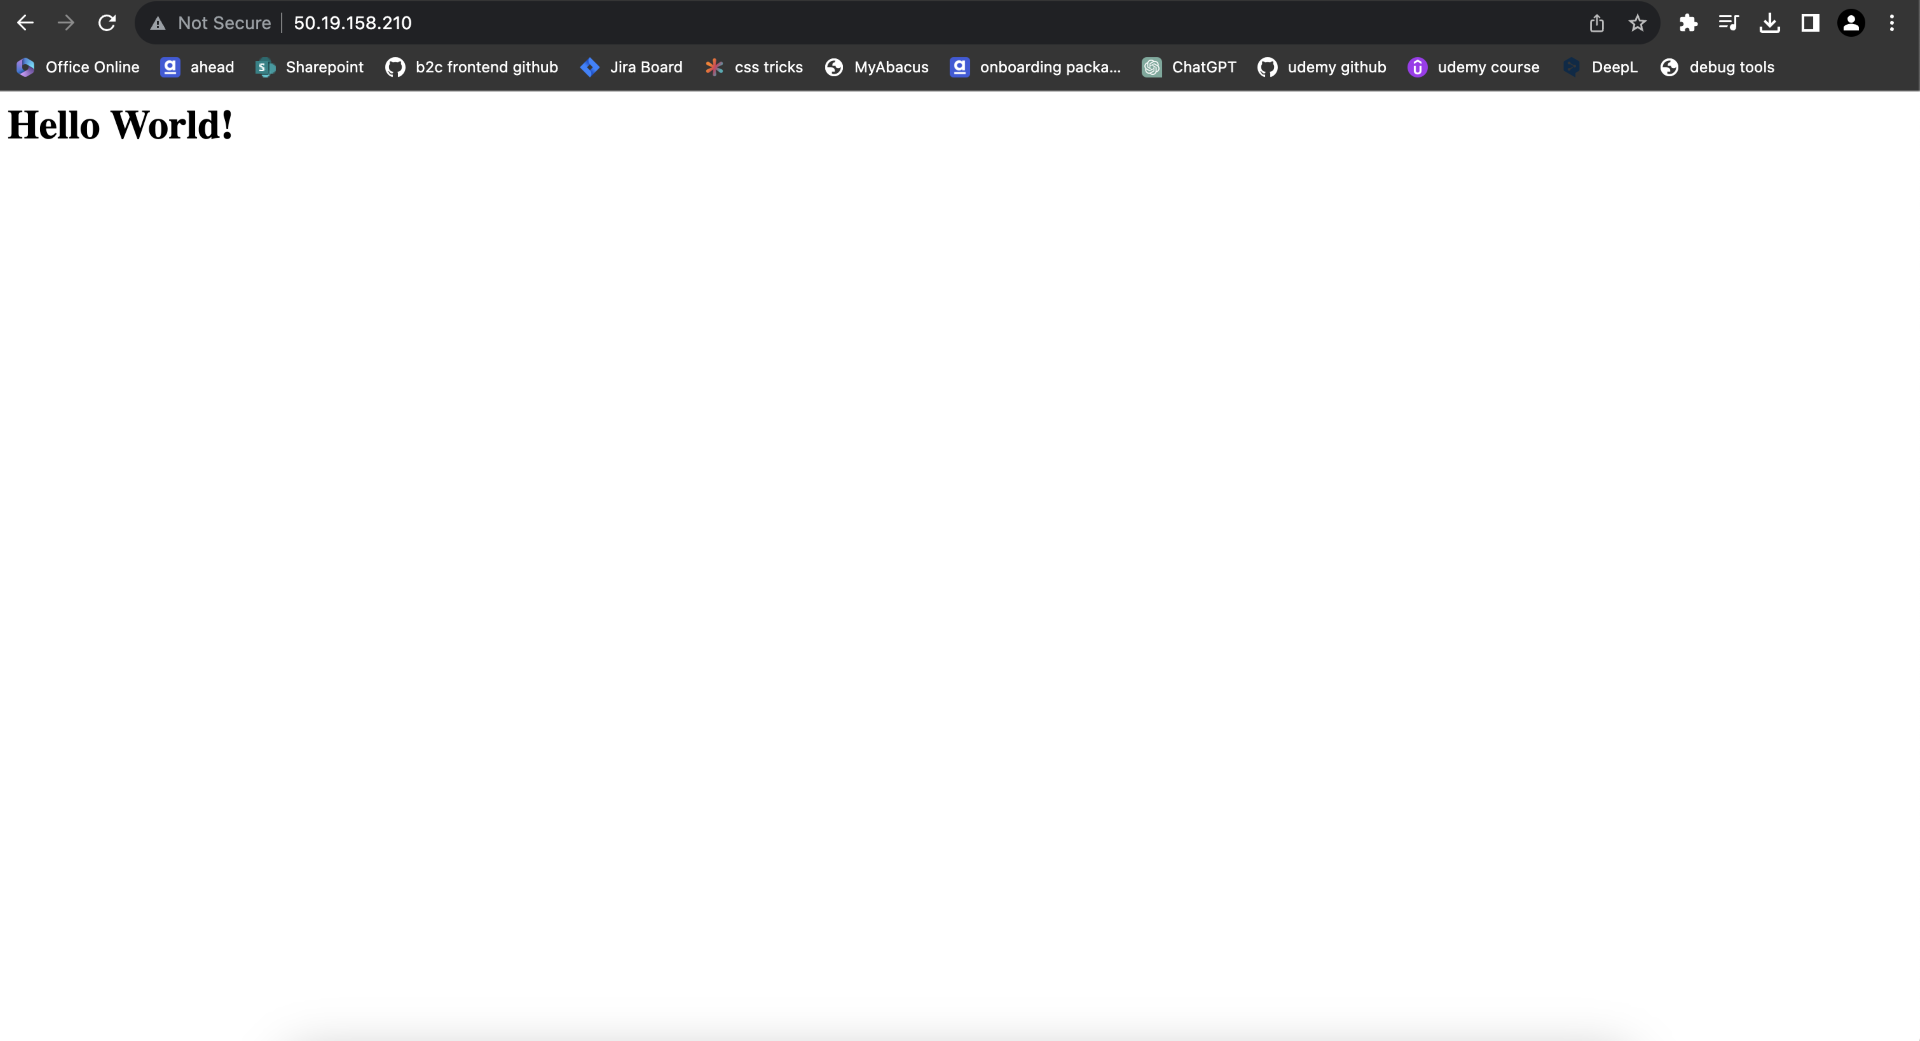 Not Secure 50.19.158.210
Office Online ahead Sharepoint b2c frontend github Jira Board css tricks MyAbacus onboarding packa... ChatGPT udemy github udemy course DeepL debug tools
Hello World!